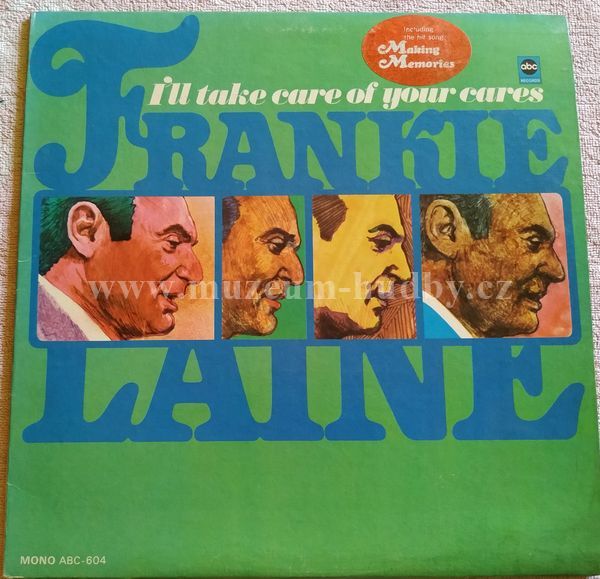 Including
the hit song
Making
Memories
abc
RECORDS
I'll take care of your cares
FRANKIE
www.muzeum-hudby.cz
LAINE
MONO ABC-604